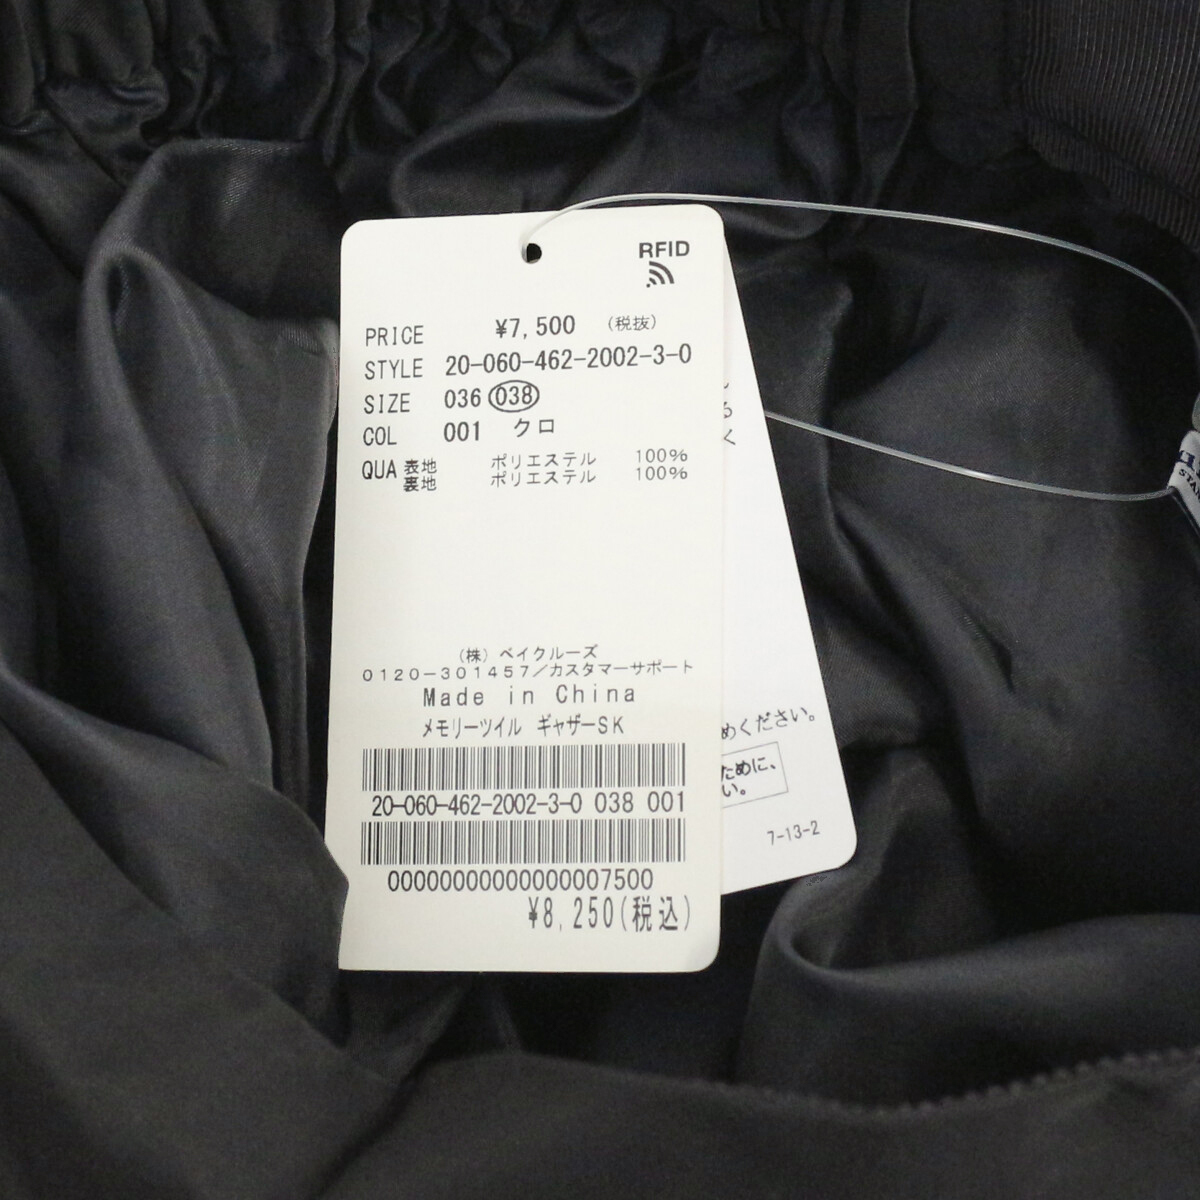 RFID
PRICE ¥7,500 (税抜)
STYLE 20-060-462-2002-3-0
SIZE 036 038
COL 001 クロ
QUA 表地 ポリエステル 100%
裏地 ポリエステル 100%
(株) ベイクルーズ
0120-301457/カスタマーサポート
Made in China
メモリーツイル ギャザーSK
20-060-462-2002-3-0 038 001
00000000000000007500
¥8,250(税込)
く
めください。
ために、
い。
7-13-2